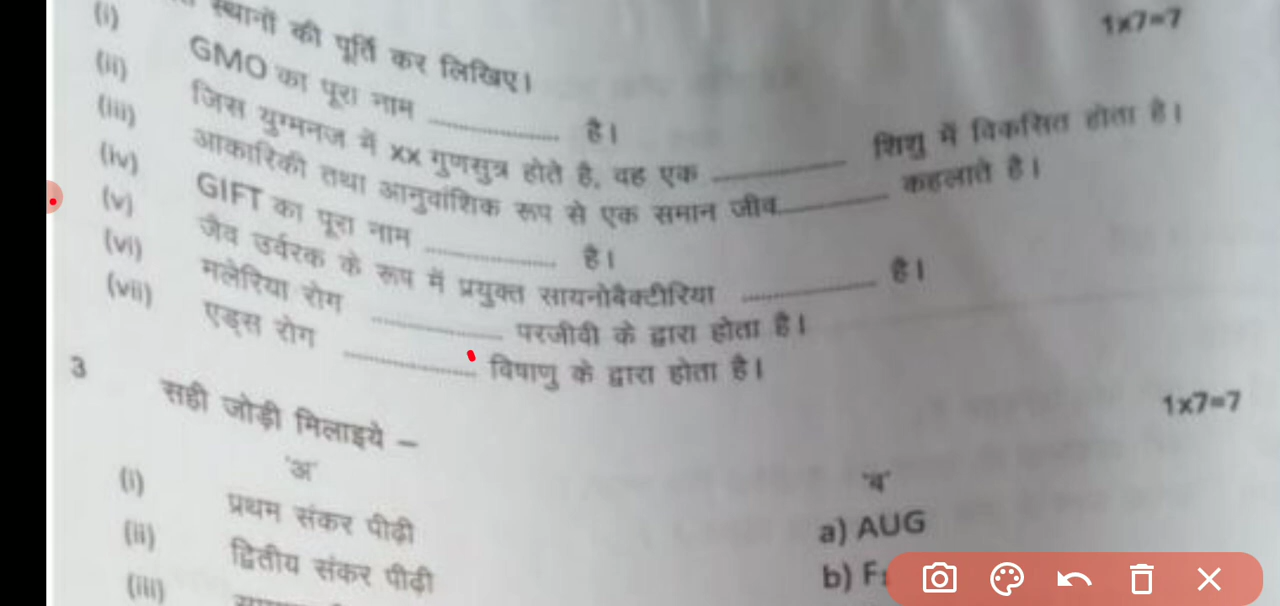 स्थानों की पूर्ति कर लिखिए। 1x7=7
(i) GMO का पूरा नाम ............... है।
(ii) जिस युग्मनज में xx गुणसुत्र होते है, वह एक ............... शिशु में विकसित होता है।
(iii) आकारिकी तथा आनुवांशिक रूप से एक समान जीव............... कहलाते है।
(iv) GIFT का पूरा नाम ............... है।
(v) जैव उर्वरक के रूप में प्रयुक्त सायनोबैक्टीरिया ............... है।
(vi) मलेरिया रोग ............... परजीवी के द्वारा होता है।
(vii) एड्स रोग ............... विषाणु के द्वारा होता है।
3 सही जोड़ी मिलाइये – 1x7=7
'अ' 'ब'
(i) प्रथम संकर पीढ़ी a) AUG
(ii) द्वितीय संकर पीढ़ी b) F₁
(iii)